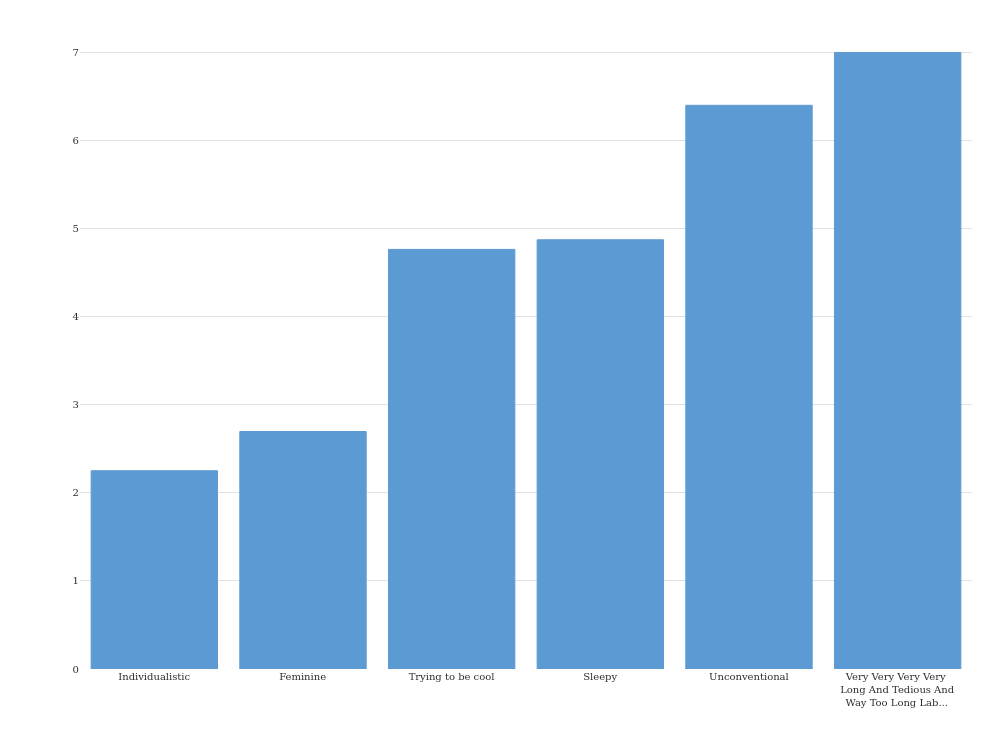 7
6
5
4
3
2
1
0
Individualistic
Feminine
Trying to be cool
Sleepy
Unconventional
Very Very Very Very
Long And Tedious And
Way Too Long Lab...